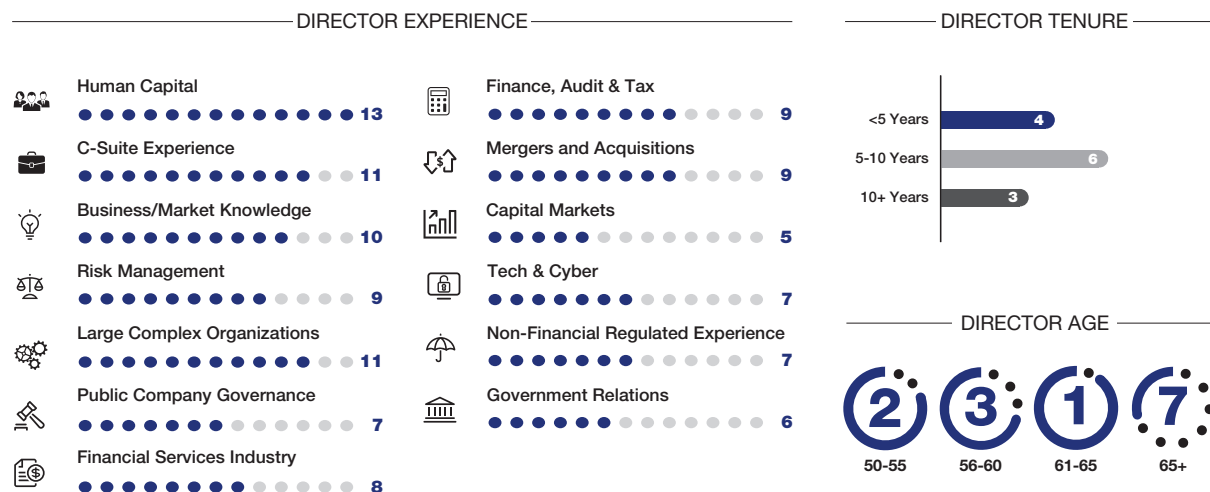 DIRECTOR EXPERIENCE
Human Capital
13
C-Suite Experience
11
Business/Market Knowledge
10
Risk Management
9
Large Complex Organizations
11
Public Company Governance
7
Financial Services Industry
8
Finance, Audit & Tax
9
Mergers and Acquisitions
9
Capital Markets
5
Tech & Cyber
7
Non-Financial Regulated Experience
7
Government Relations
6
DIRECTOR TENURE
<5 Years 4
5-10 Years 6
10+ Years 3
DIRECTOR AGE
2 3 1 7
50-55 56-60 61-65 65+